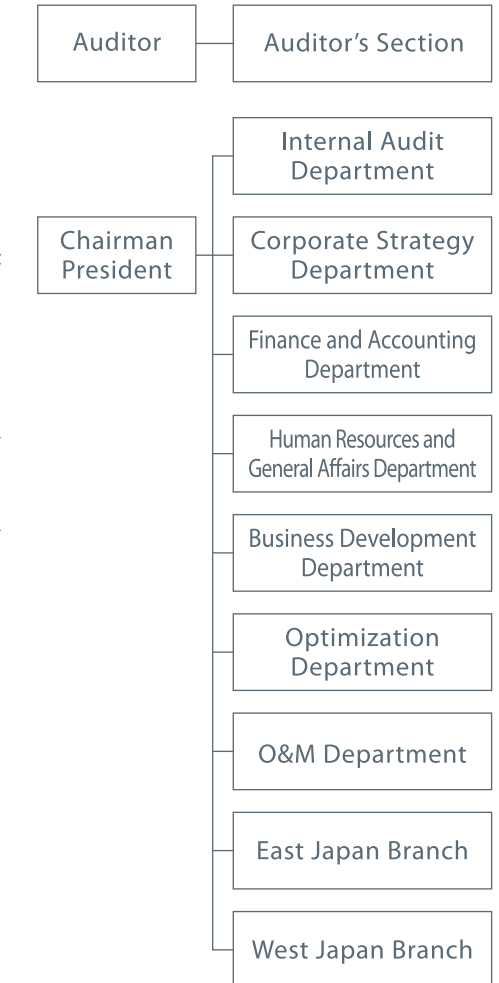 Auditor
Auditor’s Section
Internal Audit
Department
Chairman
President
Corporate Strategy
Department
Finance and Accounting
Department
Human Resources and
General Affairs Department
Business Development
Department
Optimization
Department
O&M Department
East Japan Branch
West Japan Branch